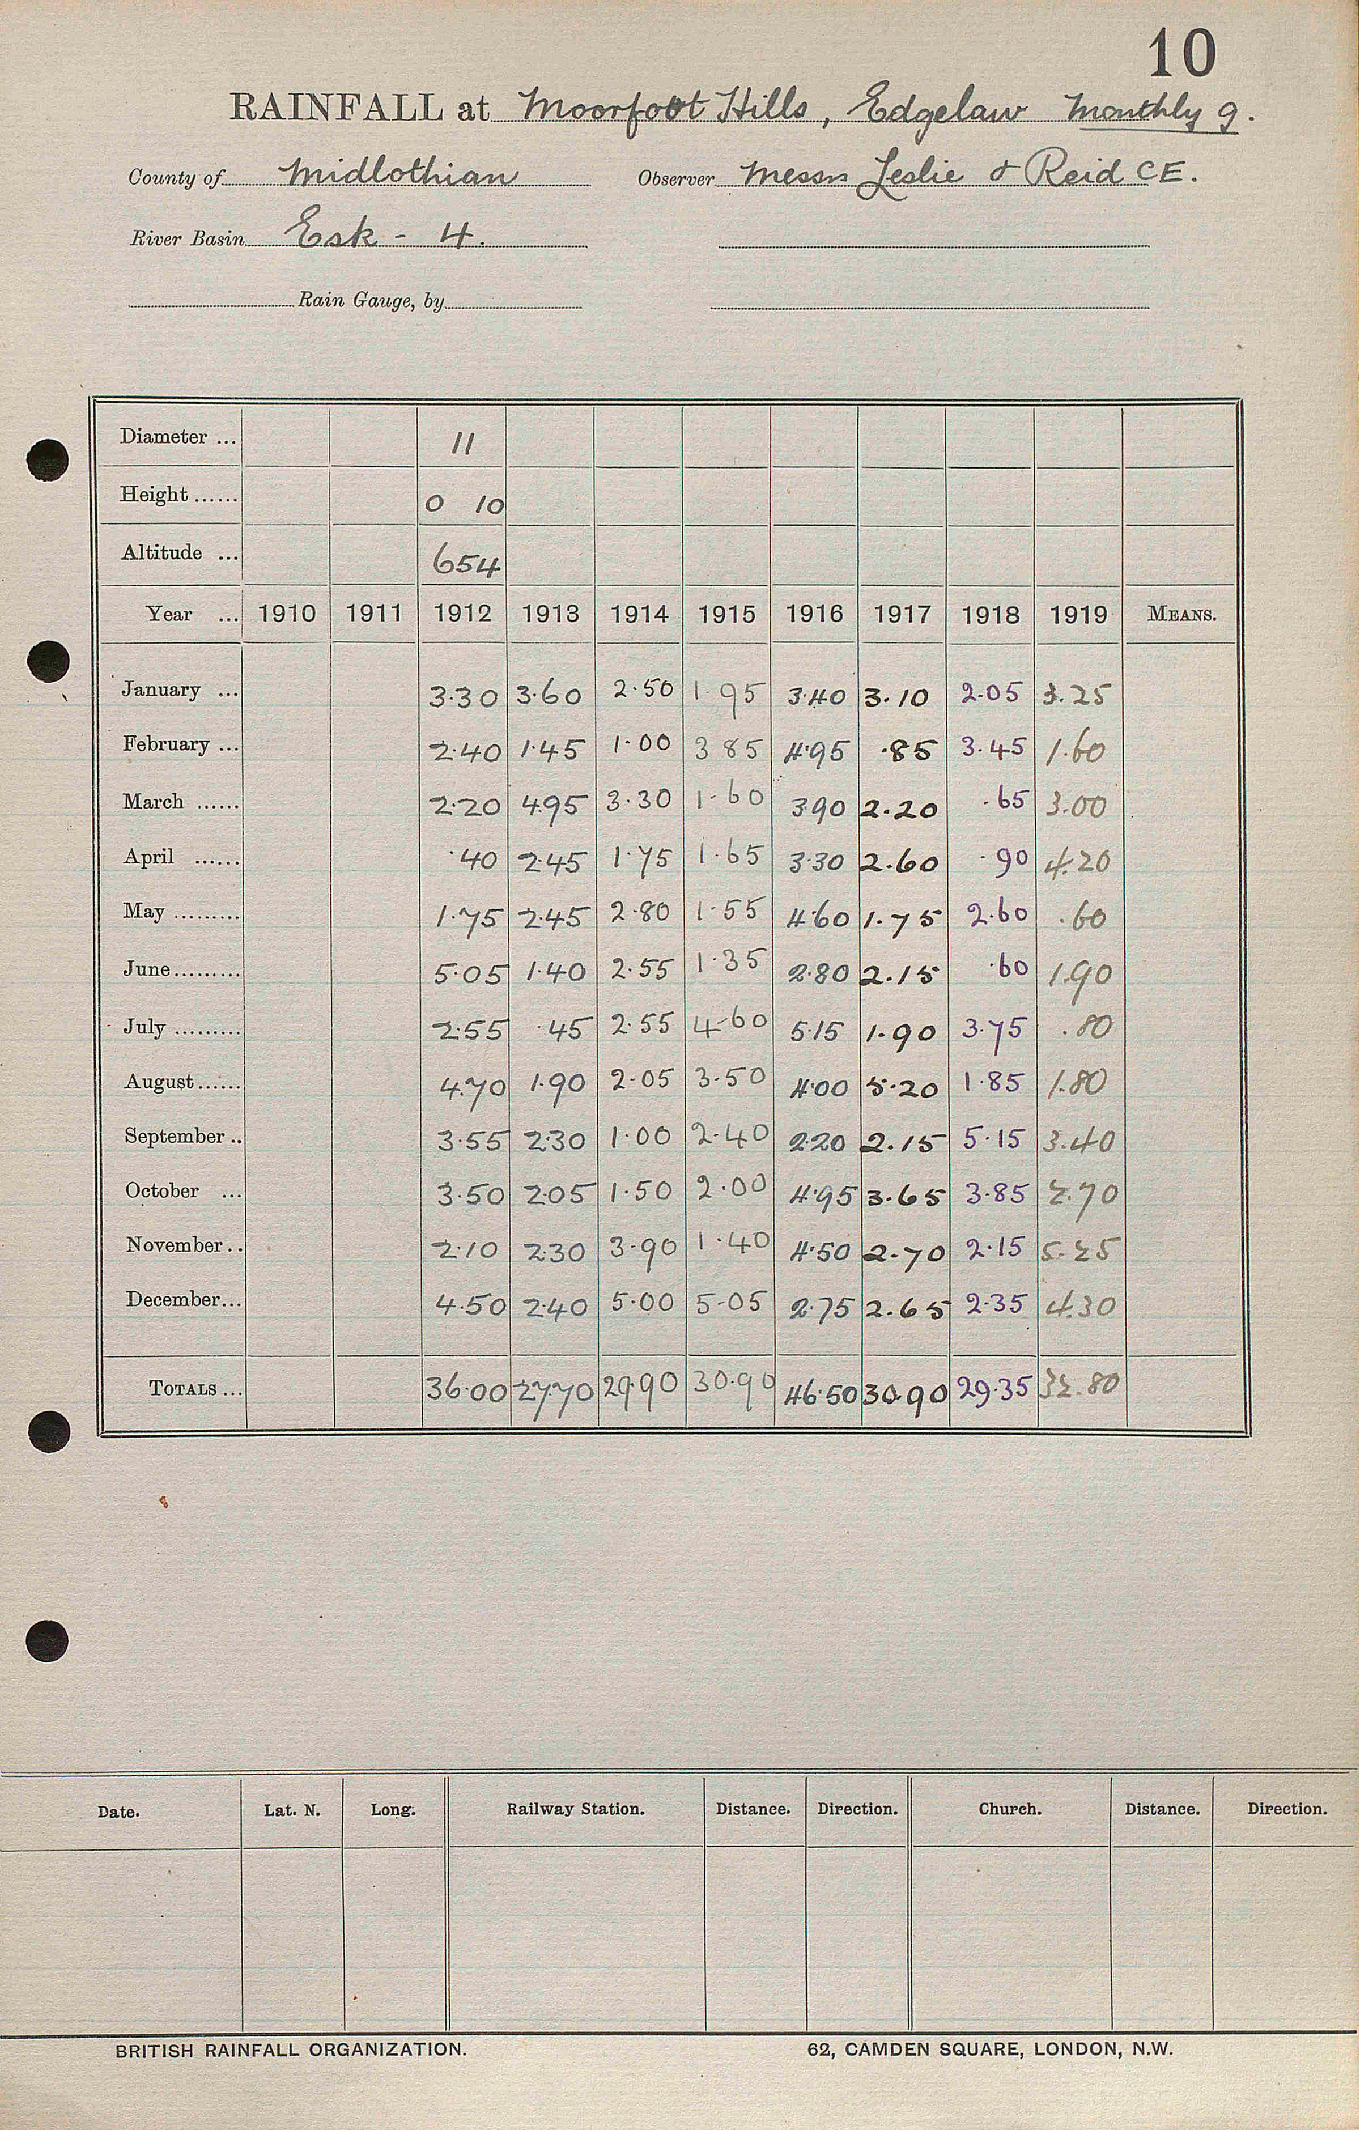 10
RAINFALL at Moorfoot Hills, Edgelaw Monthly g.
County of Midlothian Observer Messrs Leslie & Reid C.E.
River Basin Esk - 4.
Rain Gauge, by
Diameter ... 11
Height ...... 0 10
Altitude ... 654
Year ... 1910 1911 1912 1913 1914 1915 1916 1917 1918 1919 MEANS.
January ... 3.30 3.60 2.50 1.95 3.40 3.10 2.05 3.25
February ... 2.40 1.45 1.00 3.85 4.95 .85 3.45 1.60
March ...... 2.20 4.95 3.30 1.60 3.90 2.20 .65 3.00
April ...... .40 2.45 1.75 1.65 3.30 2.60 .90 4.20
May ......... 1.75 2.45 2.80 1.55 4.60 1.75 2.60 .60
June ......... 5.05 1.40 2.55 1.35 2.80 2.15 .60 1.90
July ......... 2.55 .45 2.55 4.60 5.15 1.90 3.75 .80
August ...... 4.70 1.90 2.05 3.50 4.00 5.20 1.85 1.80
September .. 3.55 2.30 1.00 2.40 2.20 2.15 5.15 3.40
October ... 3.50 2.05 1.50 2.00 4.95 3.65 3.85 2.70
November .. 2.10 2.30 3.90 1.40 4.50 2.70 2.15 5.25
December ... 4.50 2.40 5.00 5.05 2.75 2.65 2.35 4.30
TOTALS ... 36.00 27.70 29.90 30.90 46.50 30.90 29.35 32.80
Date. Lat. N. Long. Railway Station. Distance. Direction. Church. Distance. Direction.
BRITISH RAINFALL ORGANIZATION. 62, CAMDEN SQUARE, LONDON, N.W.